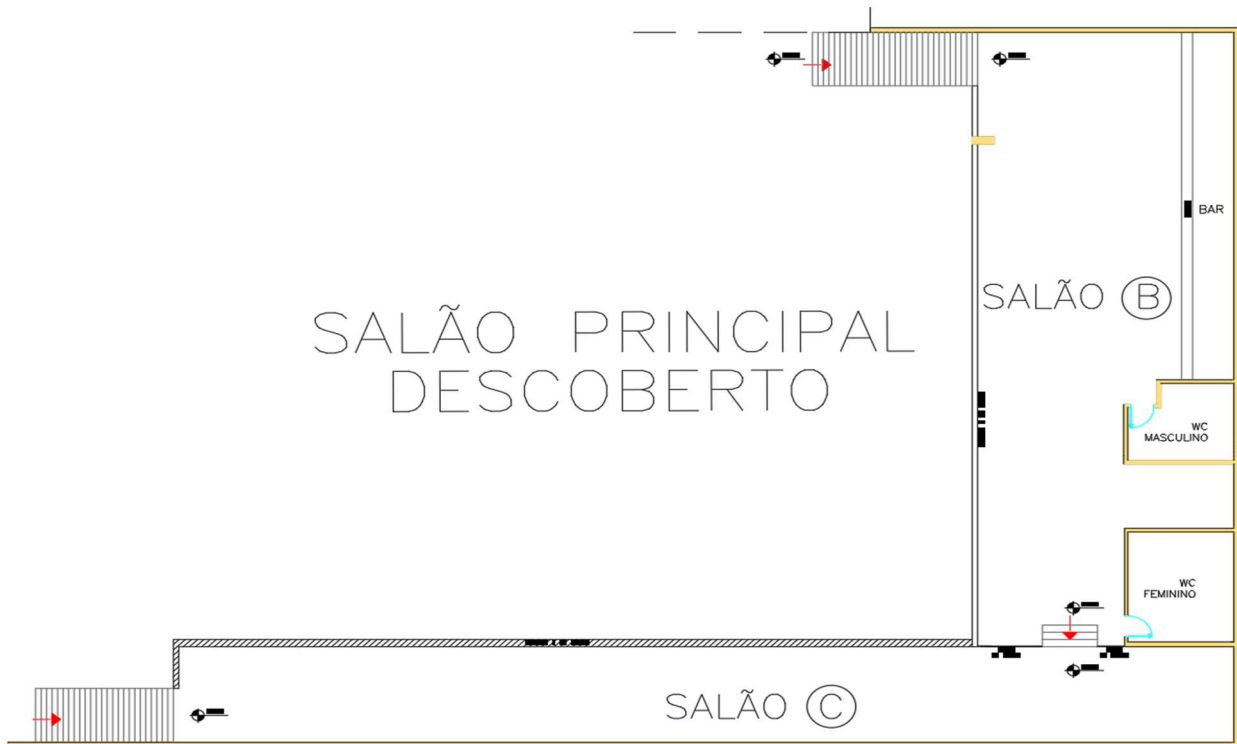 BAR
SALÃO B
SALÃO PRINCIPAL
DESCOBERTO
WC
MASCULINO
WC
FEMININO
SALÃO C